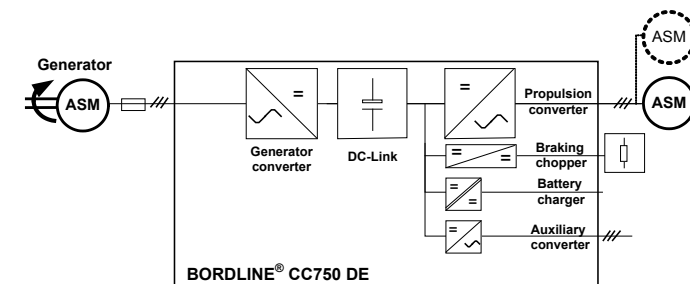 ASM
Generator
ASM
Propulsion
converter
ASM
Generator
converter
DC-Link
Braking
chopper
Battery
charger
Auxiliary
converter
BORDLINE® CC750 DE